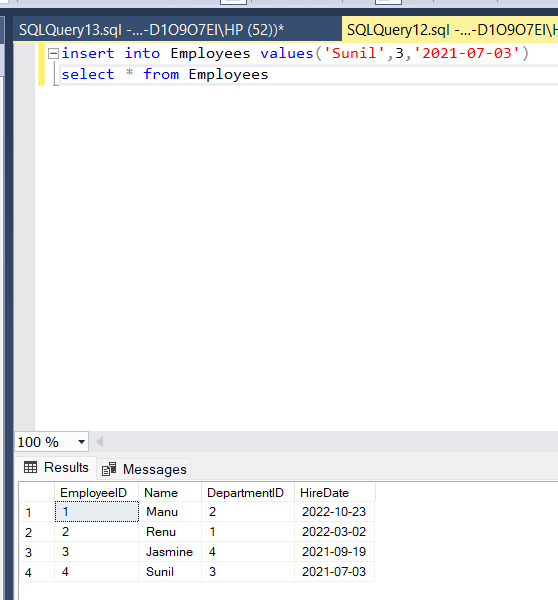 SQLQuery13.sql -...-D1O9O7EI\HP (52))* SQLQuery12.sql -...-D1O9O7EI\H
insert into Employees values('Sunil',3,'2021-07-03')
select * from Employees
100 %
Results Messages
EmployeeID Name DepartmentID HireDate
1 1 Manu 2 2022-10-23
2 2 Renu 1 2022-03-02
3 3 Jasmine 4 2021-09-19
4 4 Sunil 3 2021-07-03